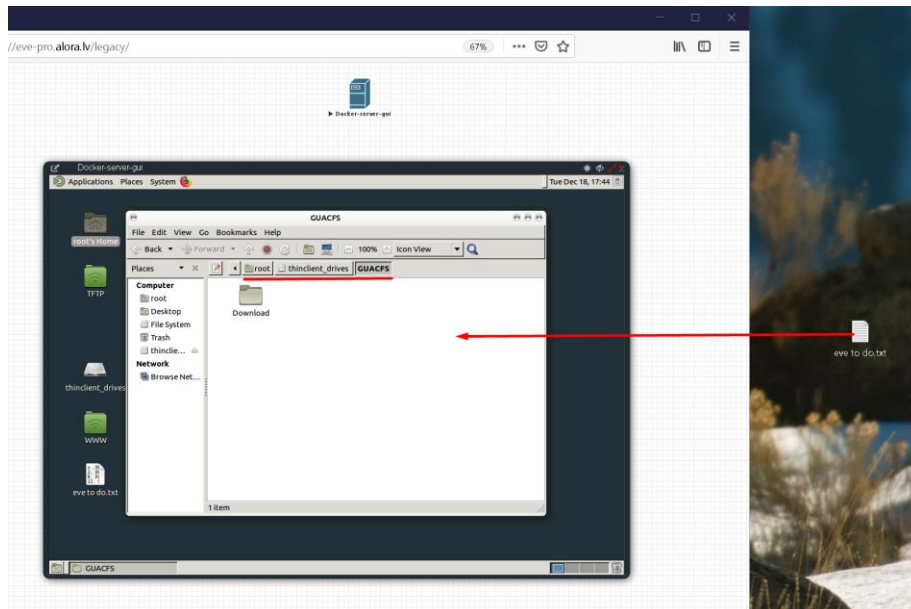 //eve-pro.alora.lv/legacy/
67%
Docker-server-gui
Docker-server-gui
Applications Places System
Tue Dec 18, 17:44
GUACFS
File Edit View Go Bookmarks Help
Back Forward 100% Icon View
Places root thinclient_drives GUACFS
Computer
root
Desktop
File System
Trash
thinclie...
Network
Browse Net...
Download
1 item
root's Home
TFTP
thinclient_drives
WWW
eve to do.txt
GUACFS
eve to do.txt